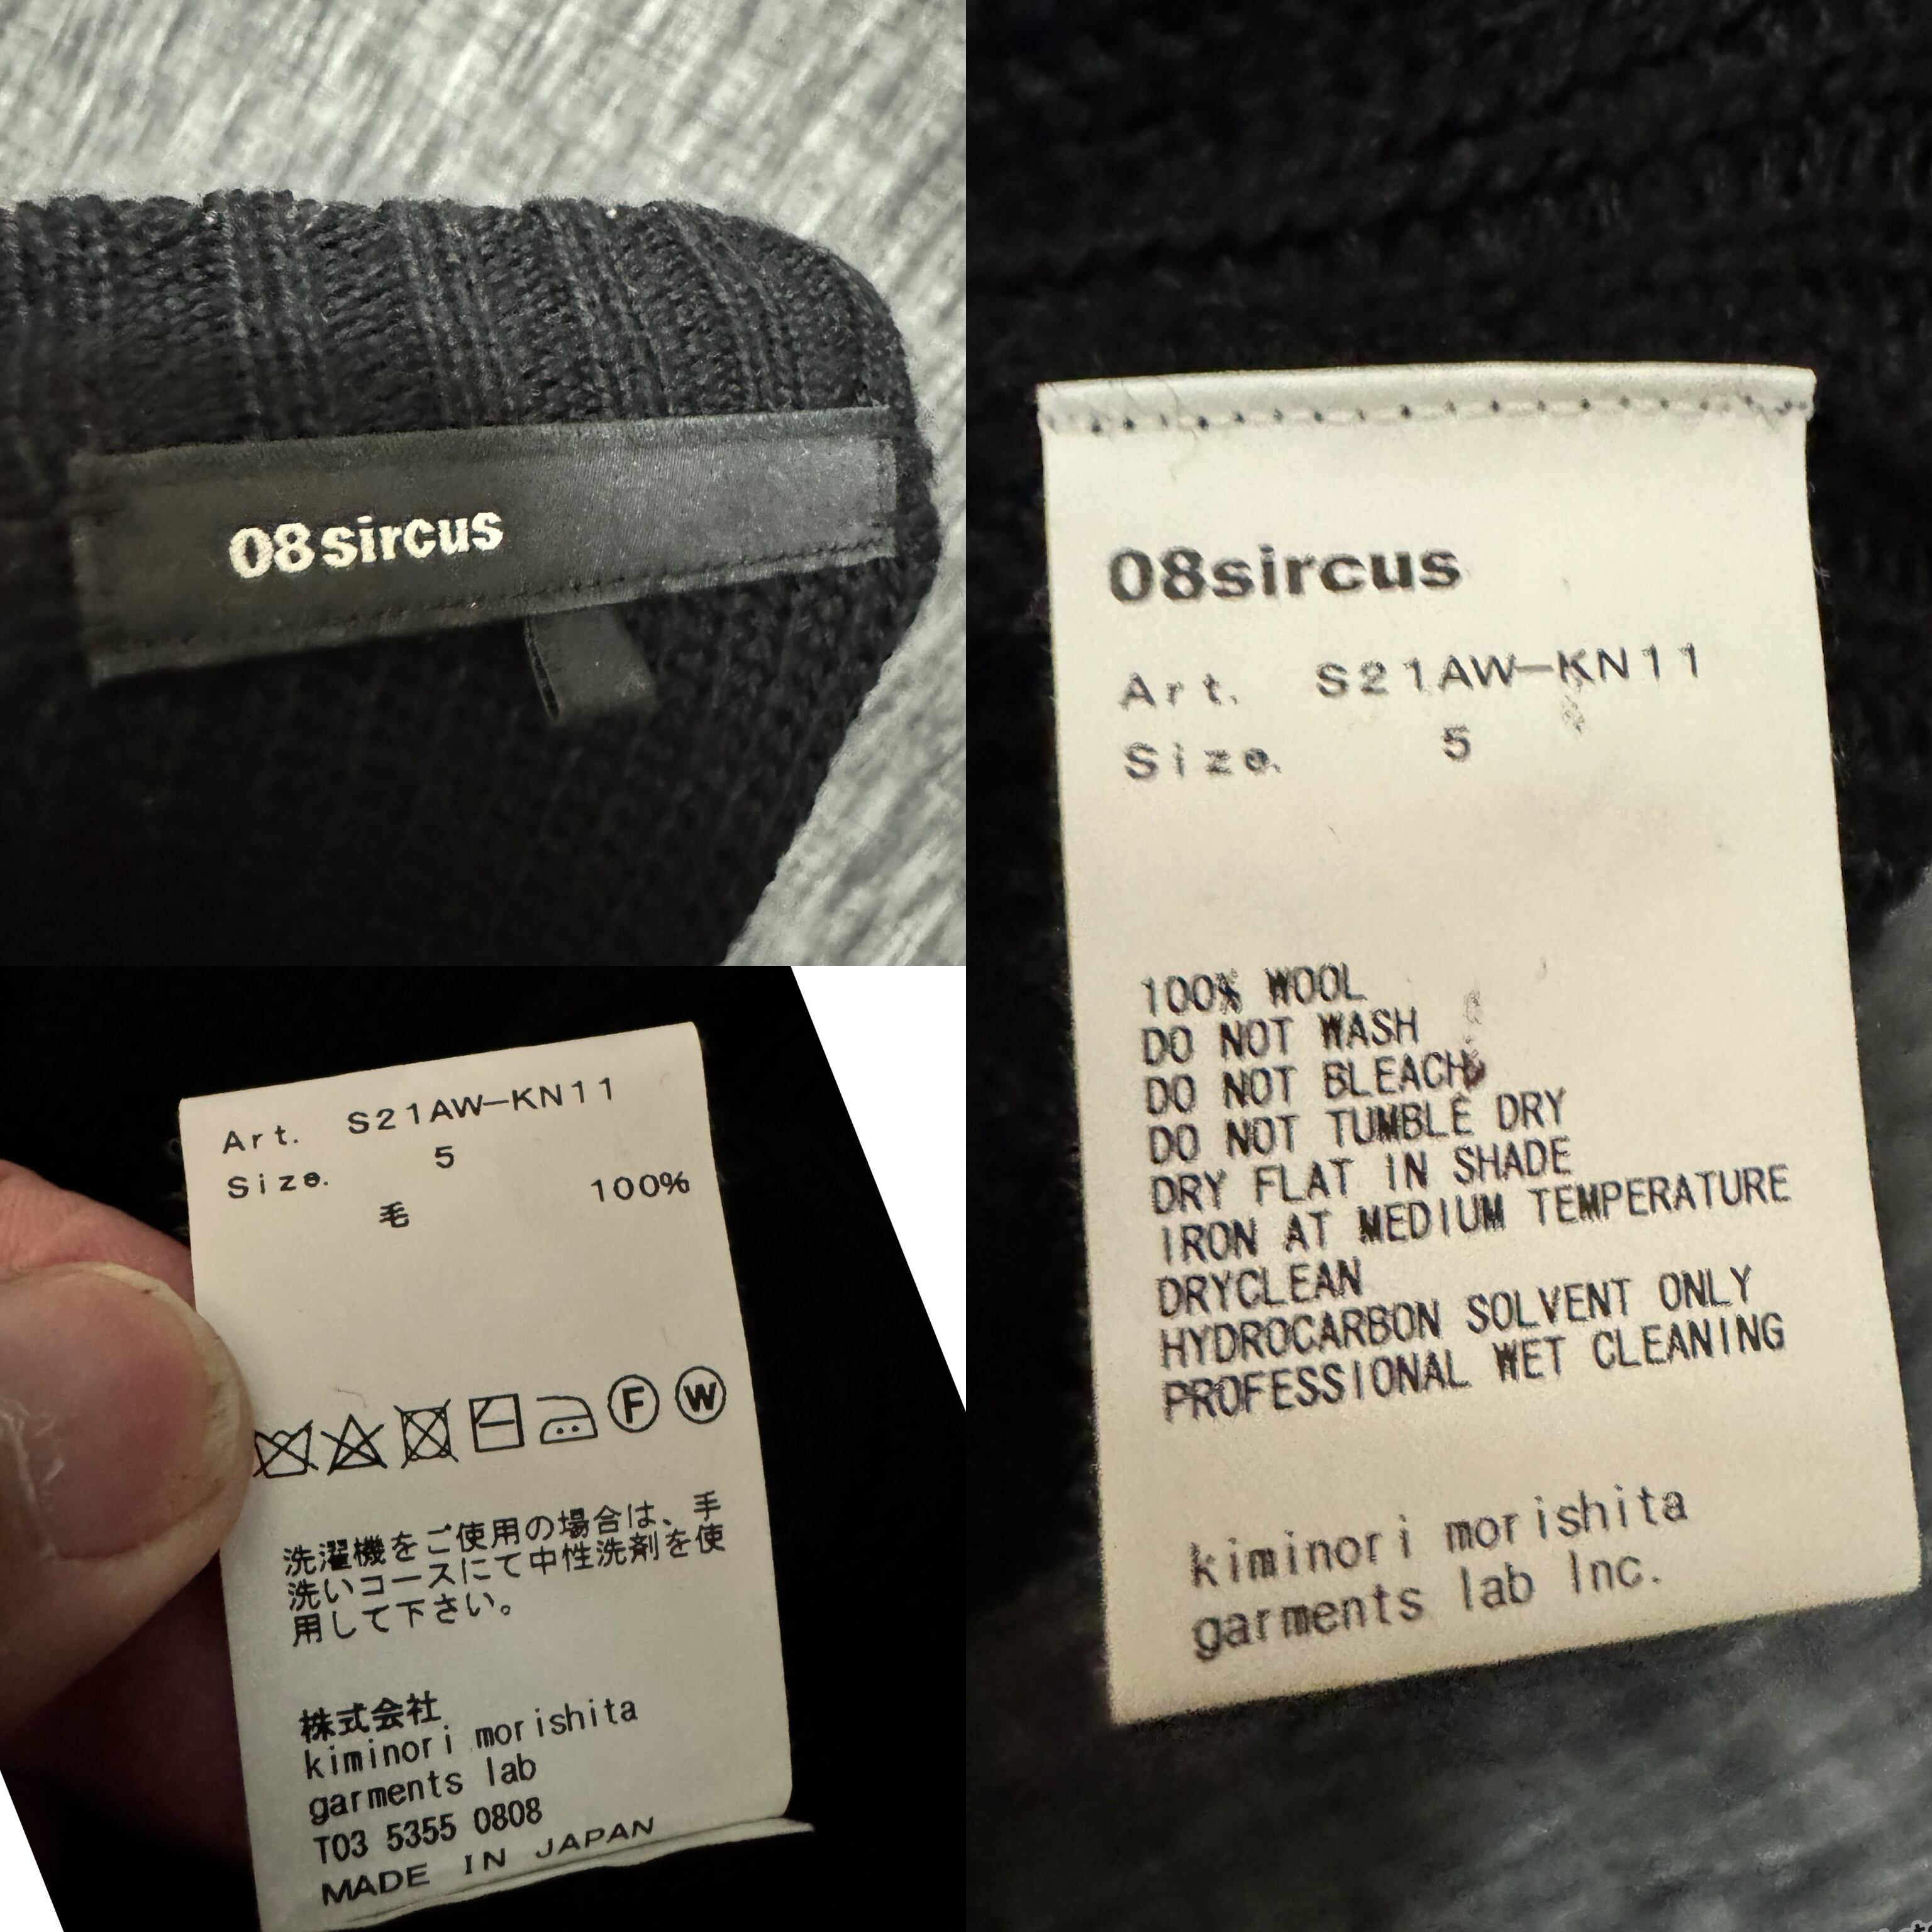 08sircus
08sircus
Art. S21AW-KN11
Size. 5
100% WOOL
DO NOT WASH
DO NOT BLEACH
DO NOT TUMBLE DRY
DRY FLAT IN SHADE
IRON AT MEDIUM TEMPERATURE
DRYCLEAN
HYDROCARBON SOLVENT ONLY
PROFESSIONAL WET CLEANING
kiminori morishita
garments lab Inc.
Art. S21AW-KN11
Size. 5
毛 100%
F W
洗濯機をご使用の場合は、手
洗いコースにて中性洗剤を使
用して下さい。
株式会社
kiminori morishita
garments lab
T03 5355 0808
MADE IN JAPAN